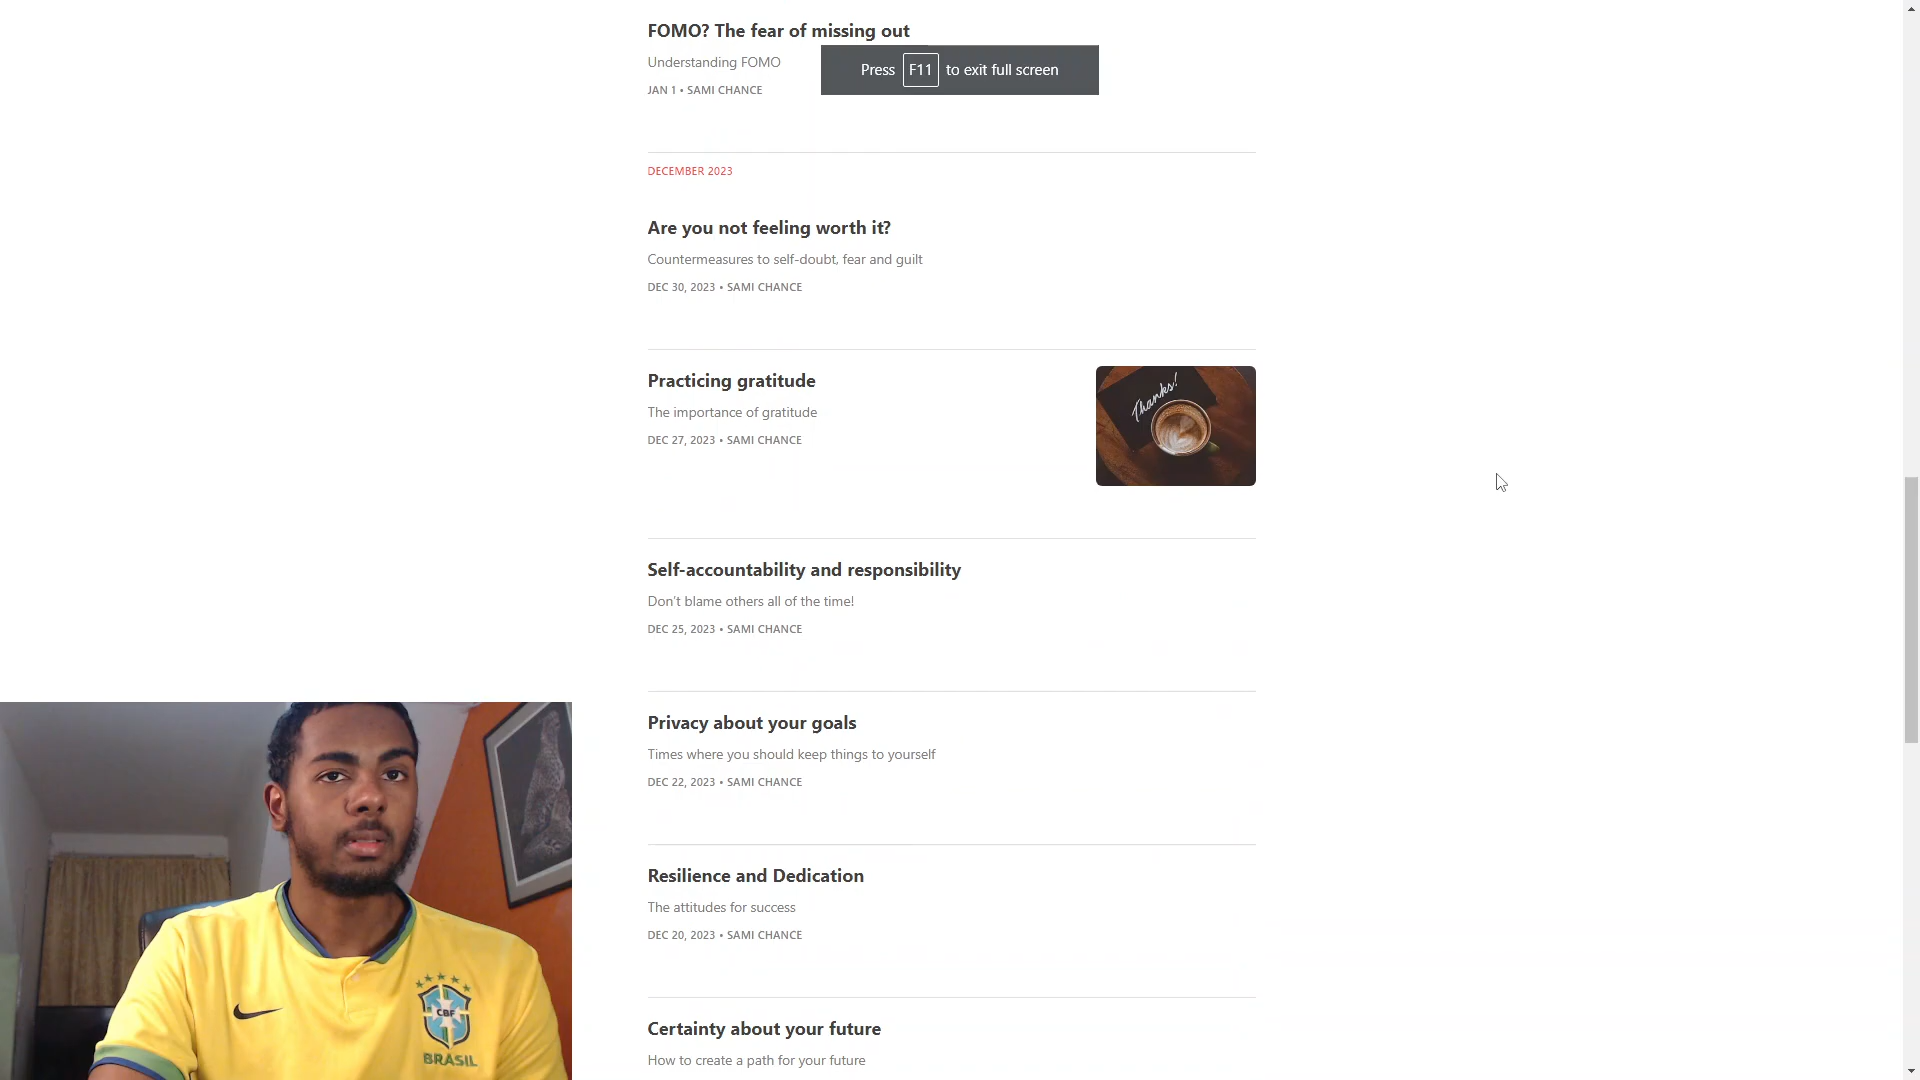 FOMO? The fear of missing out
Understanding FOMO
JAN 1 • SAMI CHANCE
Press F11 to exit full screen
DECEMBER 2023
Are you not feeling worth it?
Countermeasures to self-doubt, fear and guilt
DEC 30, 2023 • SAMI CHANCE
Practicing gratitude
The importance of gratitude
DEC 27, 2023 • SAMI CHANCE
Thanks!
Self-accountability and responsibility
Don't blame others all of the time!
DEC 25, 2023 • SAMI CHANCE
Privacy about your goals
Times where you should keep things to yourself
DEC 22, 2023 • SAMI CHANCE
Resilience and Dedication
The attitudes for success
DEC 20, 2023 • SAMI CHANCE
Certainty about your future
How to create a path for your future
CBF
BRASIL